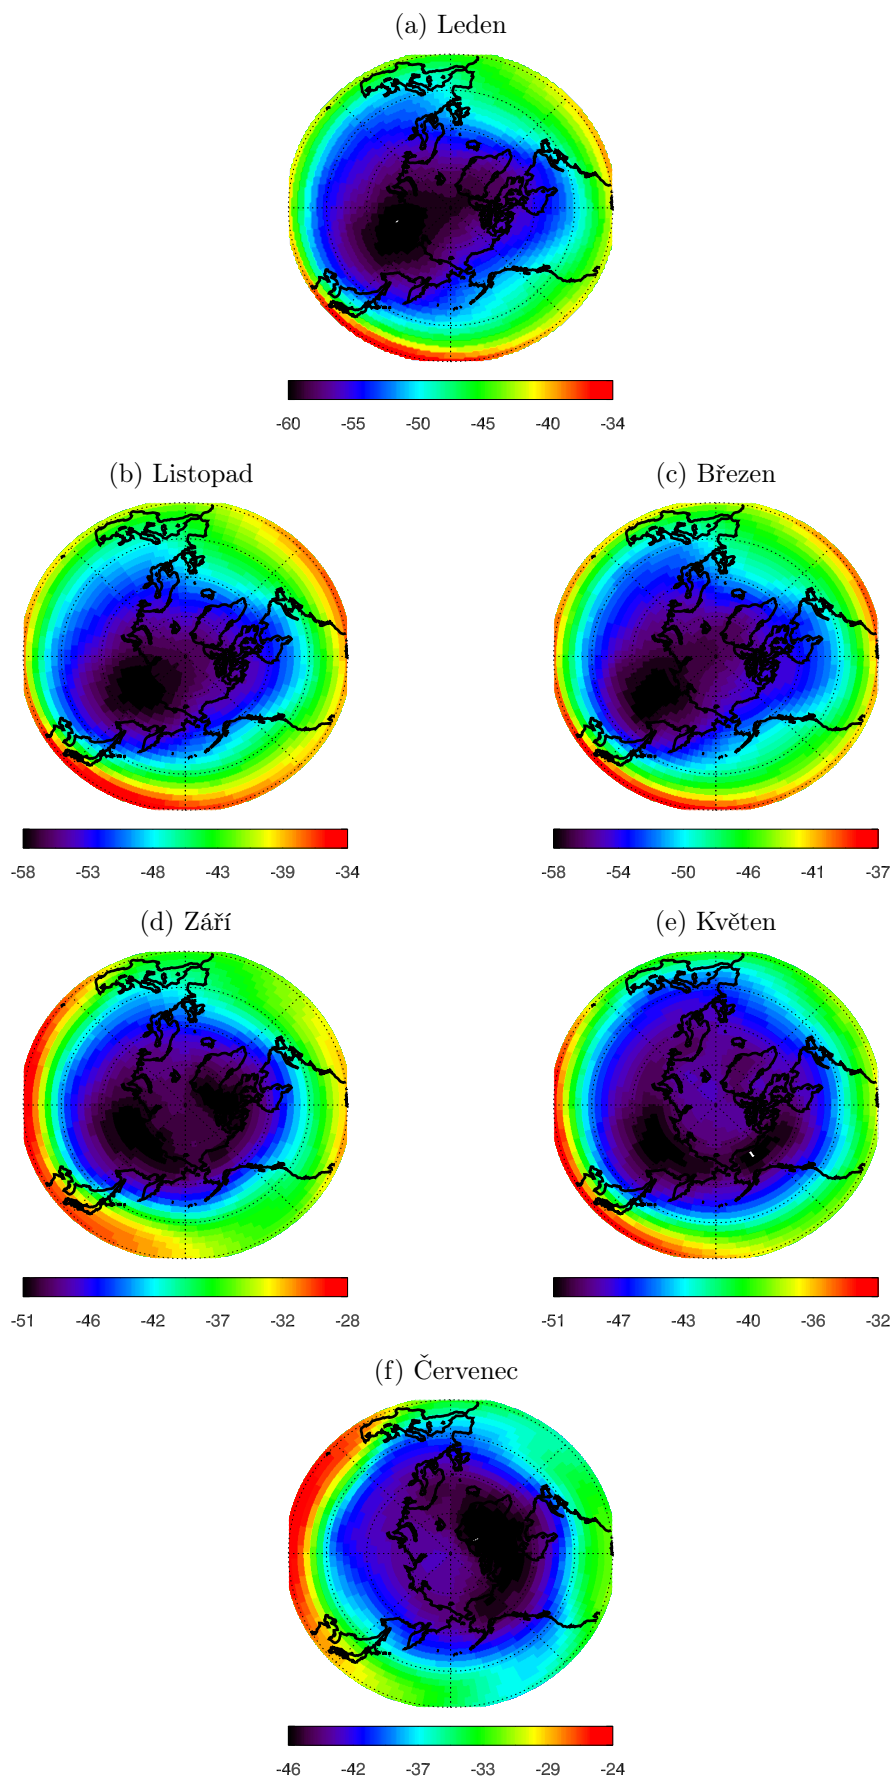 (a) Leden
-60 -55 -50 -45 -40 -34
(b) Listopad
(c) Březen
-58 -53 -48 -43 -39 -34
-58 -54 -50 -46 -41 -37
(d) Září
(e) Květen
-51 -46 -42 -37 -32 -28
-51 -47 -43 -40 -36 -32
(f) Červenec
-46 -42 -37 -33 -29 -24